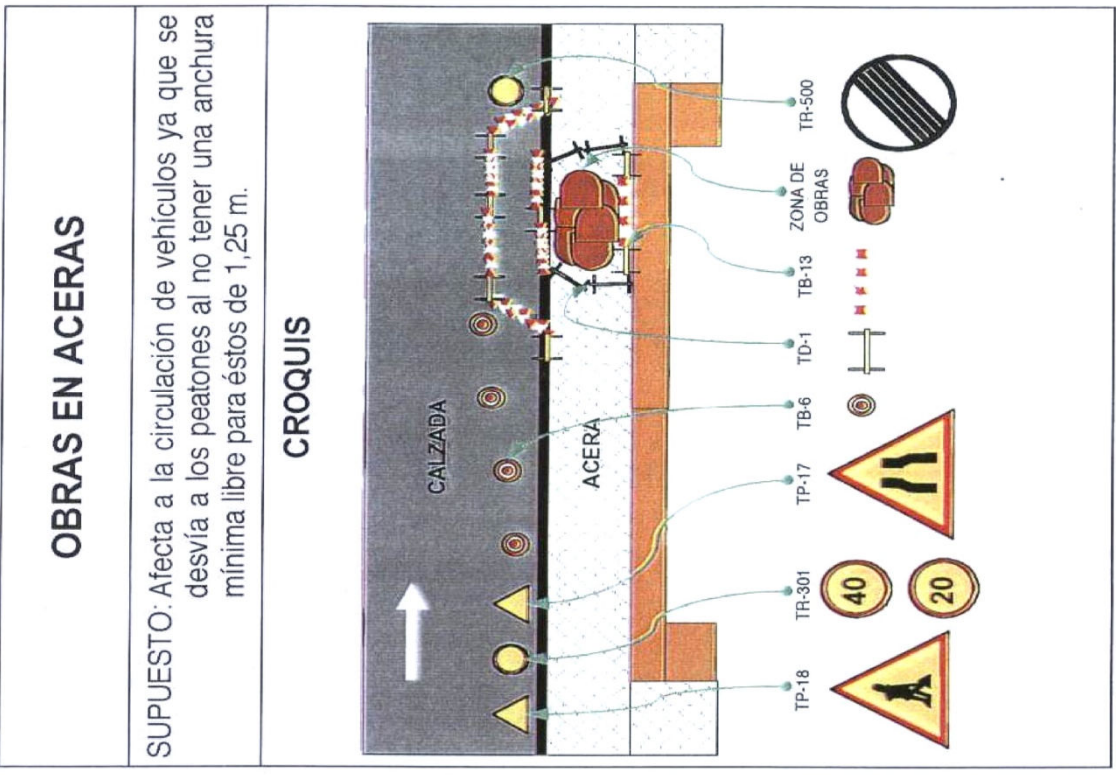 OBRAS EN ACERAS
SUPUESTO: Afecta a la circulación de vehículos ya que se
desvía a los peatones al no tener una anchura
mínima libre para éstos de 1,25 m.
CROQUIS
CALZADA
ACERA
TP-18
TR-301
TP-17
TB-6
TD-1
TB-13
ZONA DE
OBRAS
TR-500
40
20